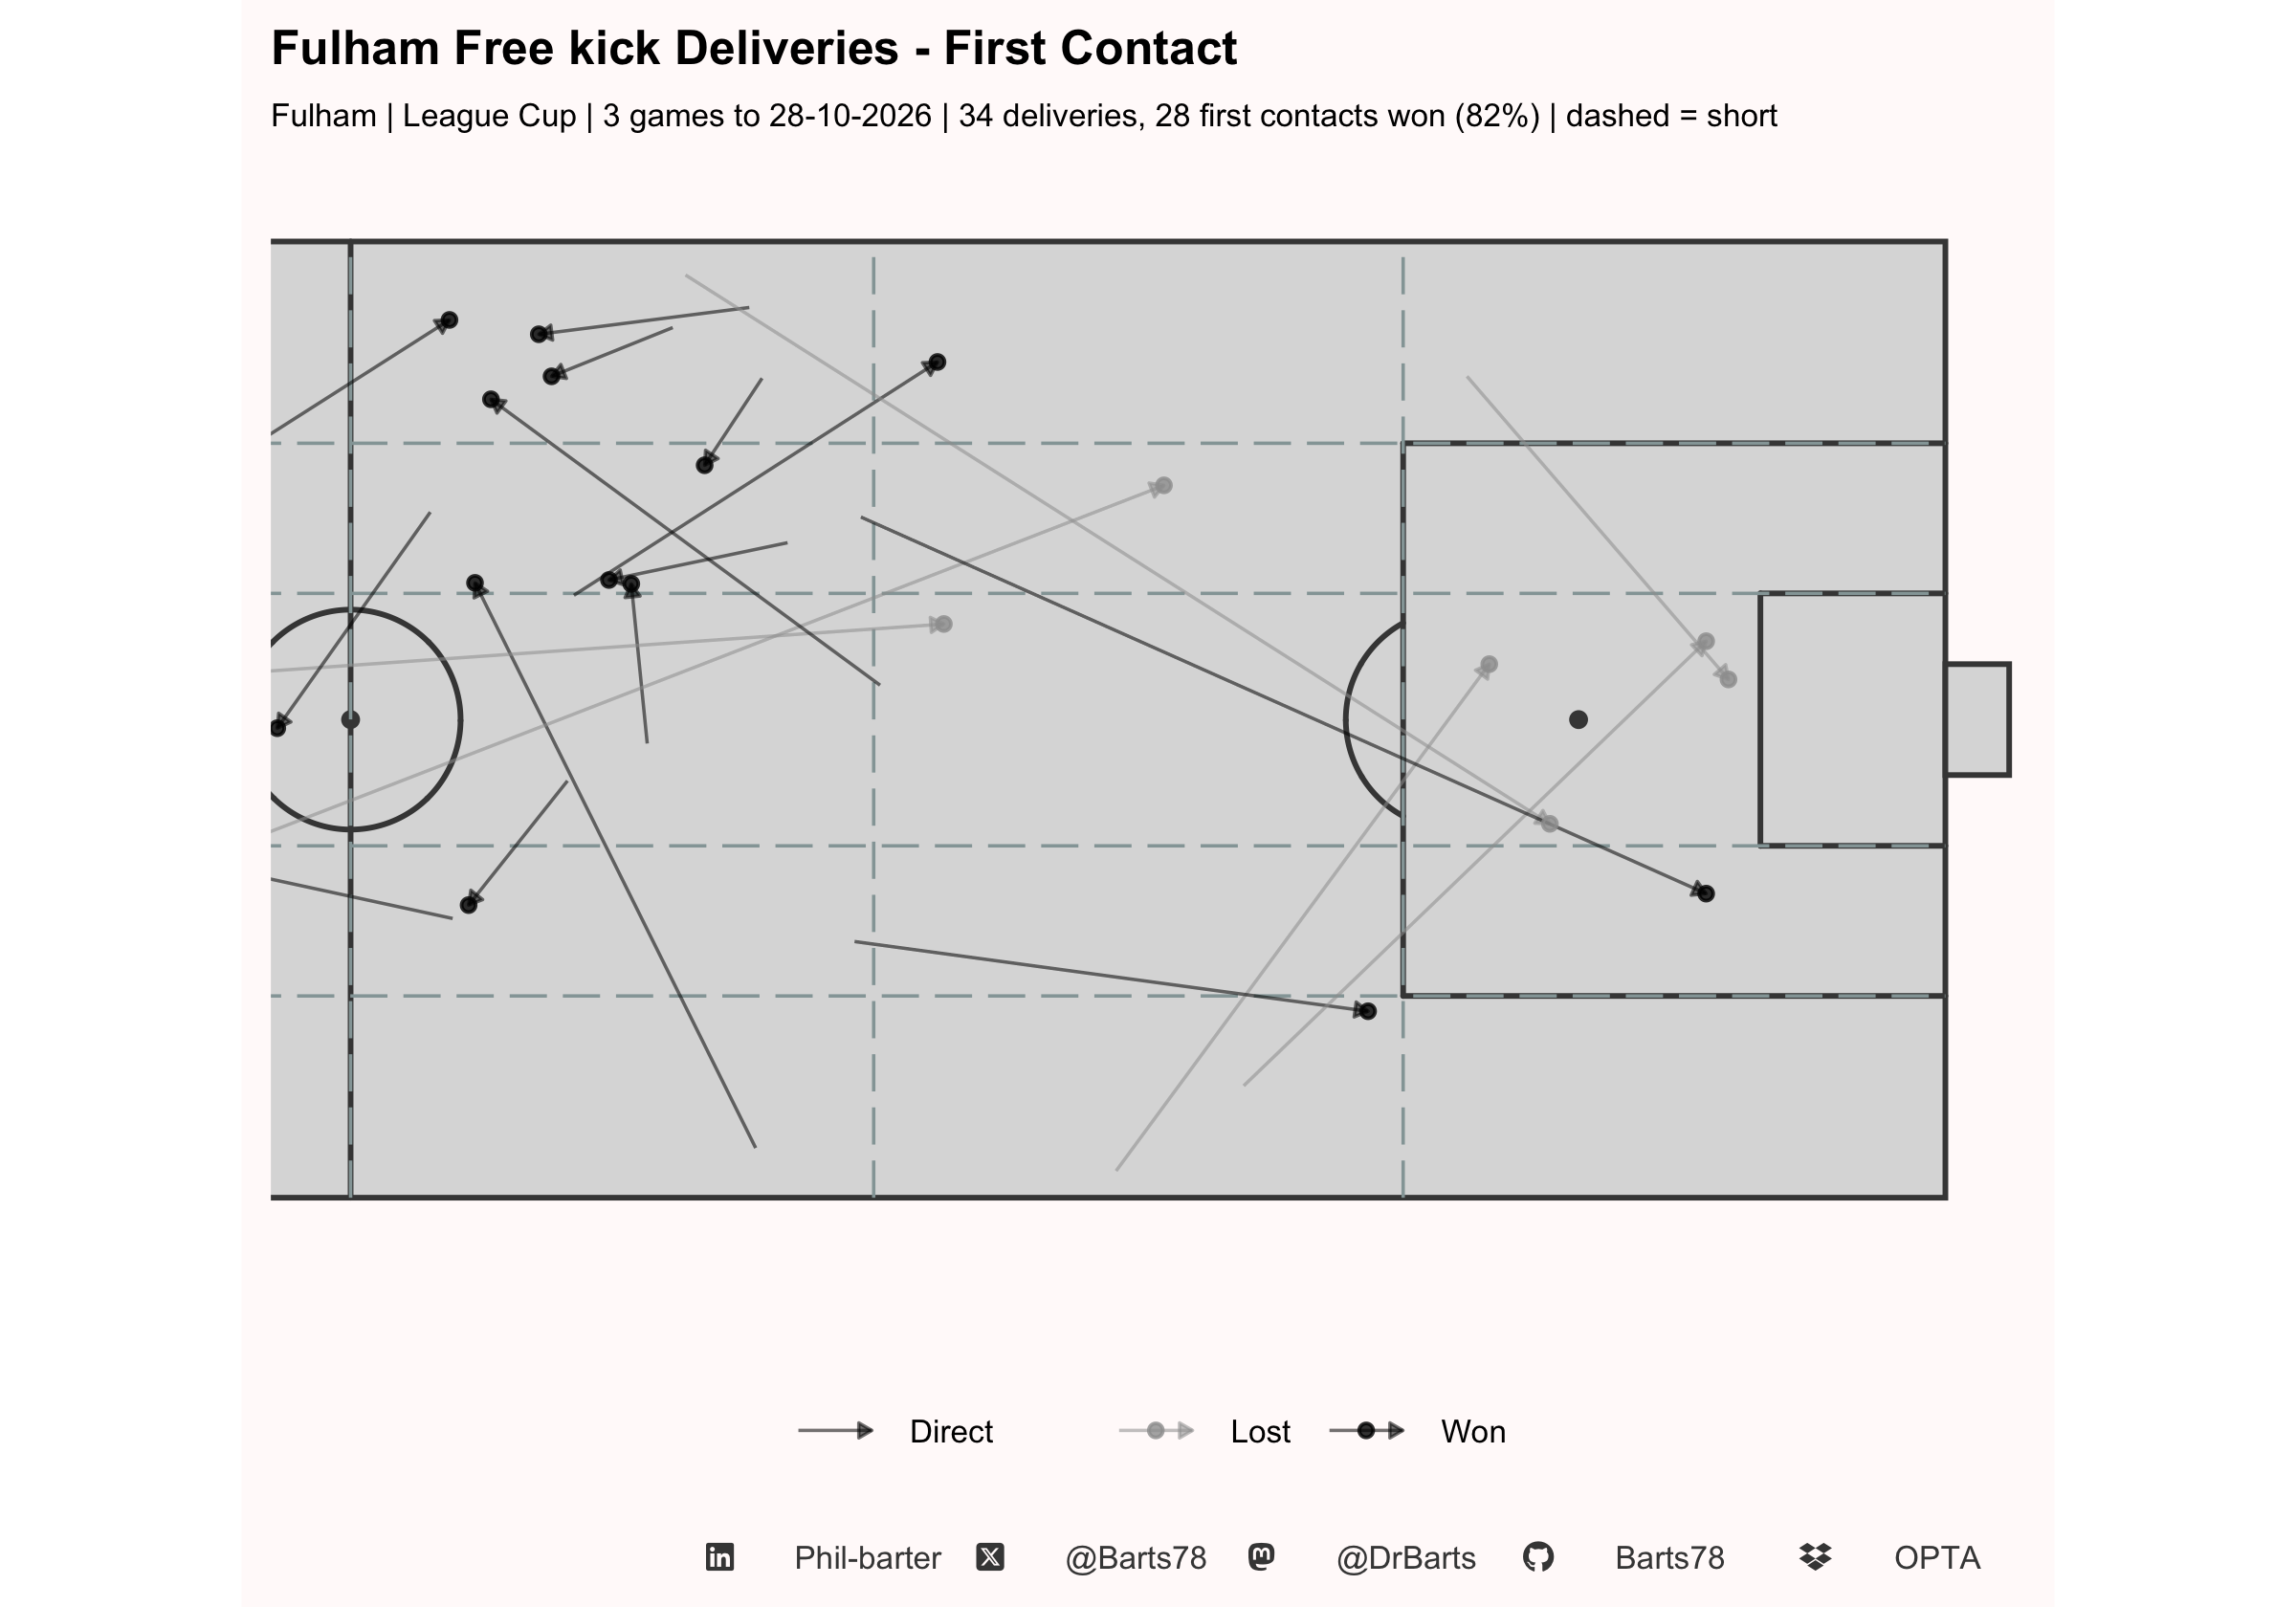 Fulham Free kick Deliveries - First Contact
Fulham | League Cup | 3 games to 28-10-2026 | 34 deliveries, 28 first contacts won (82%) | dashed = short
Direct Lost Won
Phil-barter @Barts78 @DrBarts Barts78 OPTA